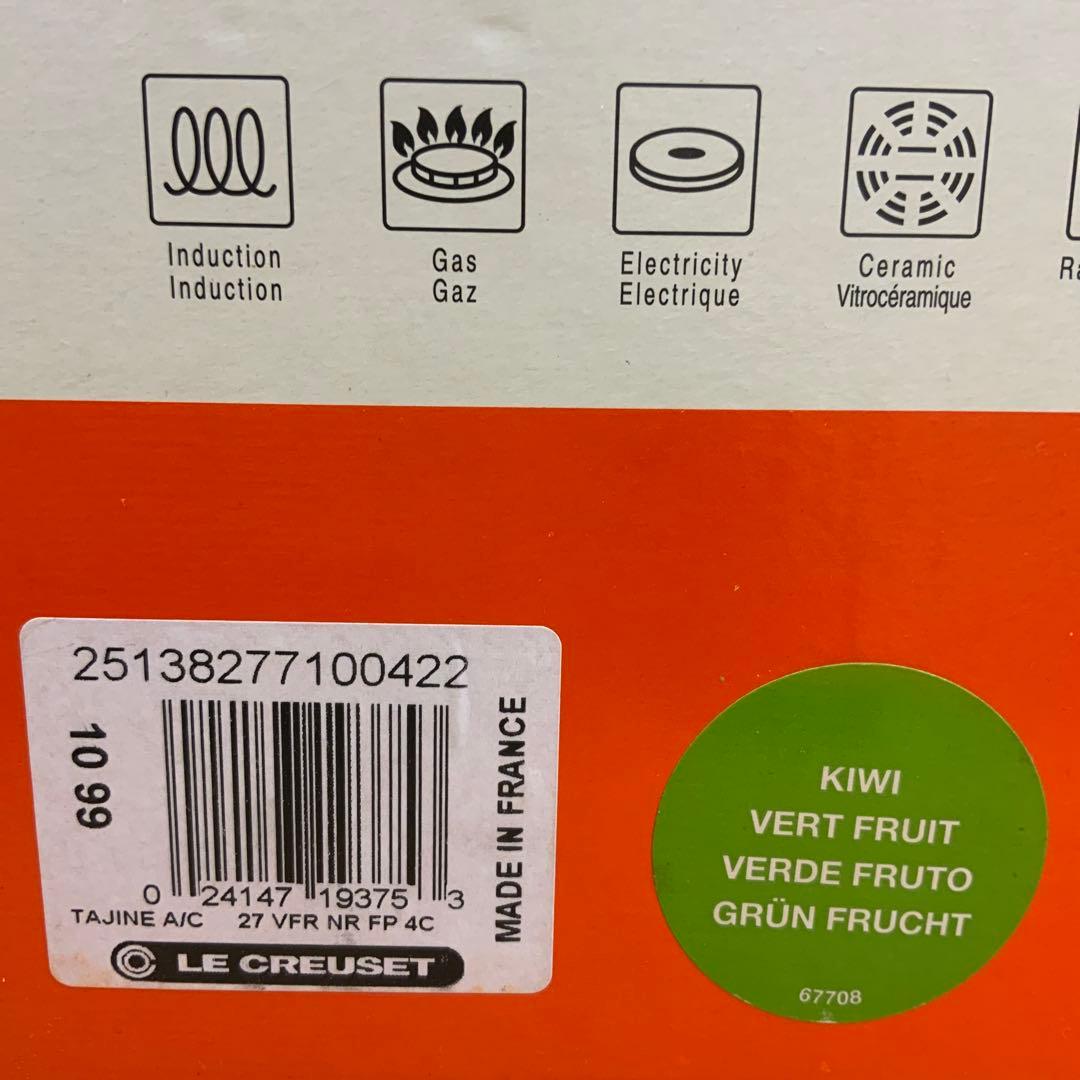 Induction
Induction
Gas
Gaz
Electricity
Electrique
Ceramic
Vitrocéramique
25138277100422
10 99
MADE IN FRANCE
0 24147 19375 3
TAJINE A/C 27 VFR NR FP 4C
LE CREUSET
KIWI
VERT FRUIT
VERDE FRUTO
GRÜN FRUCHT
67708